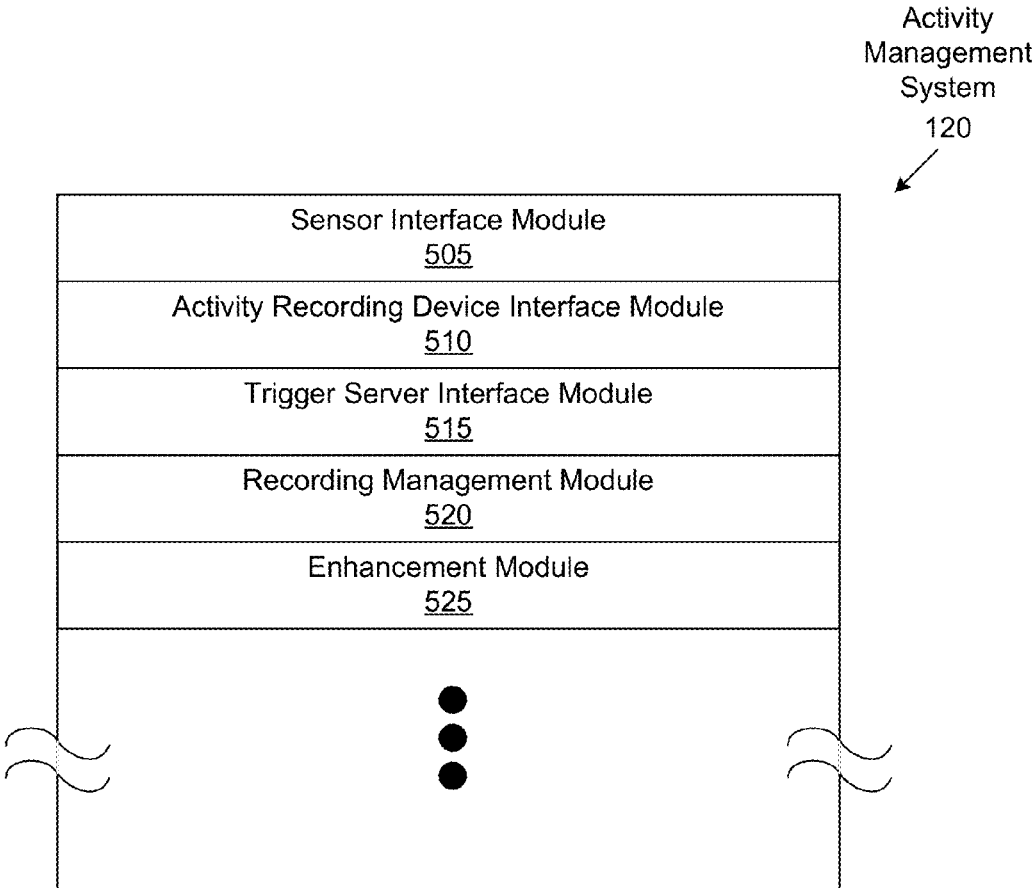 Activity
Management
System
120
Sensor Interface Module
505
Activity Recording Device Interface Module
510
Trigger Server Interface Module
515
Recording Management Module
520
Enhancement Module
525